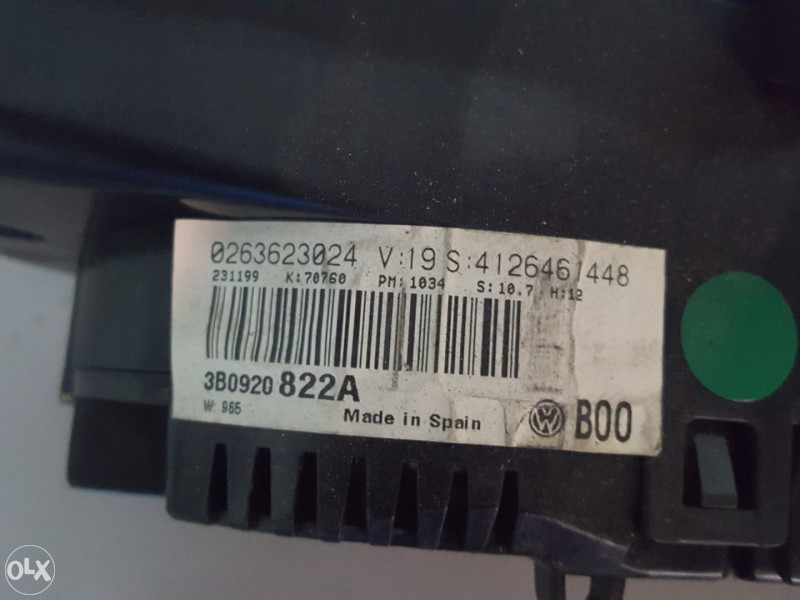 0263623024 V:19 S:4126461448
231199 K:70760 PM:1034 S:10.7 H:12
3B0920 822A
W: 965
Made in Spain
B00
OLX